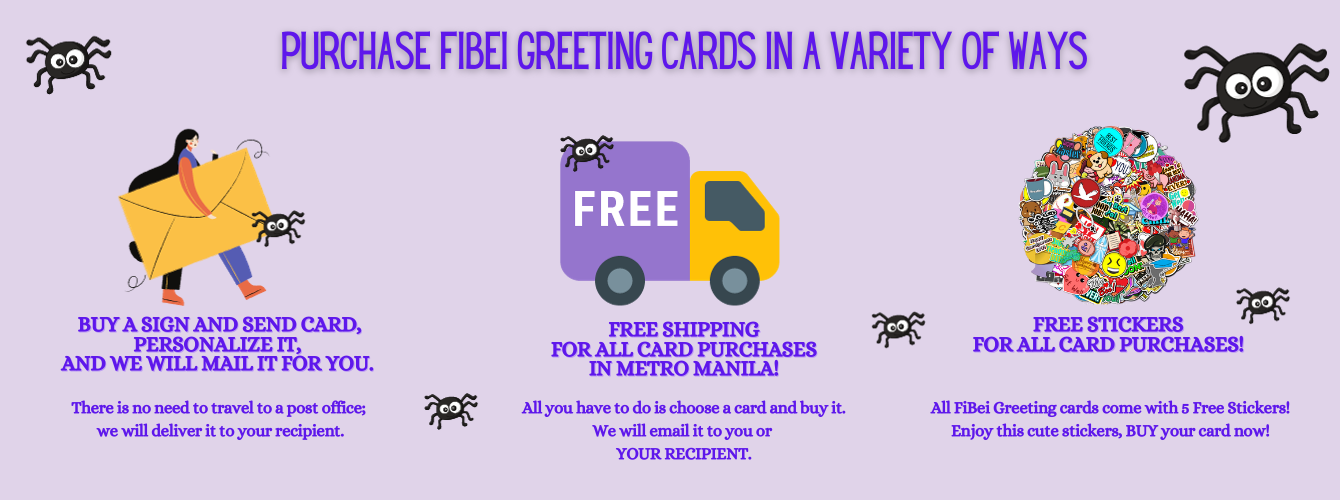 PURCHASE FIBEI GREETING CARDS IN A VARIETY OF WAYS
FREE
BUY A SIGN AND SEND CARD,
PERSONALIZE IT,
AND WE WILL MAIL IT FOR YOU.
There is no need to travel to a post office;
we will deliver it to your recipient.
FREE SHIPPING
FOR ALL CARD PURCHASES
IN METRO MANILA!
All you have to do is choose a card and buy it.
We will email it to you or
YOUR RECIPIENT.
FREE STICKERS
FOR ALL CARD PURCHASES!
All FiBei Greeting cards come with 5 Free Stickers!
Enjoy this cute stickers, BUY your card now!